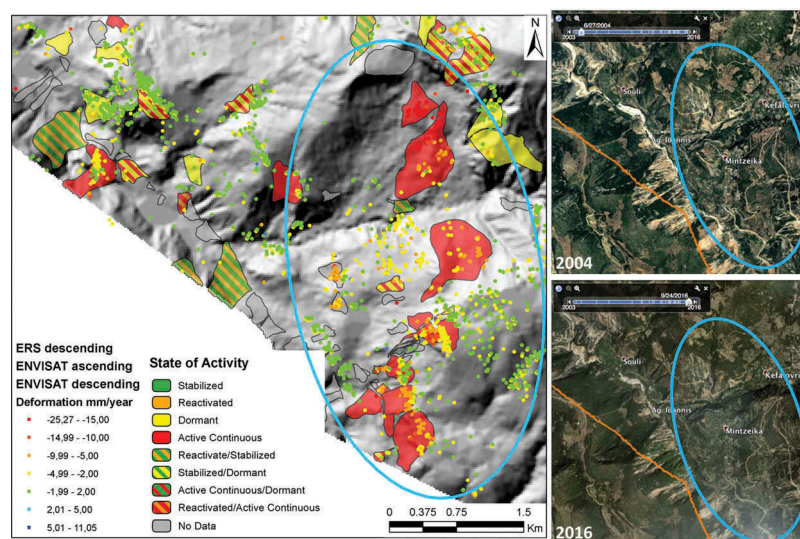 N
ERS descending
ENVISAT ascending
ENVISAT descending
Deformation mm/year
-25,27 - -15,00
-14,99 - -10,00
-9,99 - -5,00
-4,99 - -2,00
-1,99 - 2,00
2,01 - 5,00
5,01 - 11,05
State of Activity
Stabilized
Reactivated
Dormant
Active Continuous
Reactivate/Stabilized
Stabilized/Dormant
Active Continuous/Dormant
Reactivated/Active Continuous
No Data
0 0.375 0.75 1.5
Km
6/27/2004
2003 2016
Souli
Kefalovri
Ag. Ioannis
Mintzeika
2004
9/24/2016
2003 2016
Souli
Kefalovri
Ag. Ioannis
Mintzeika
2016